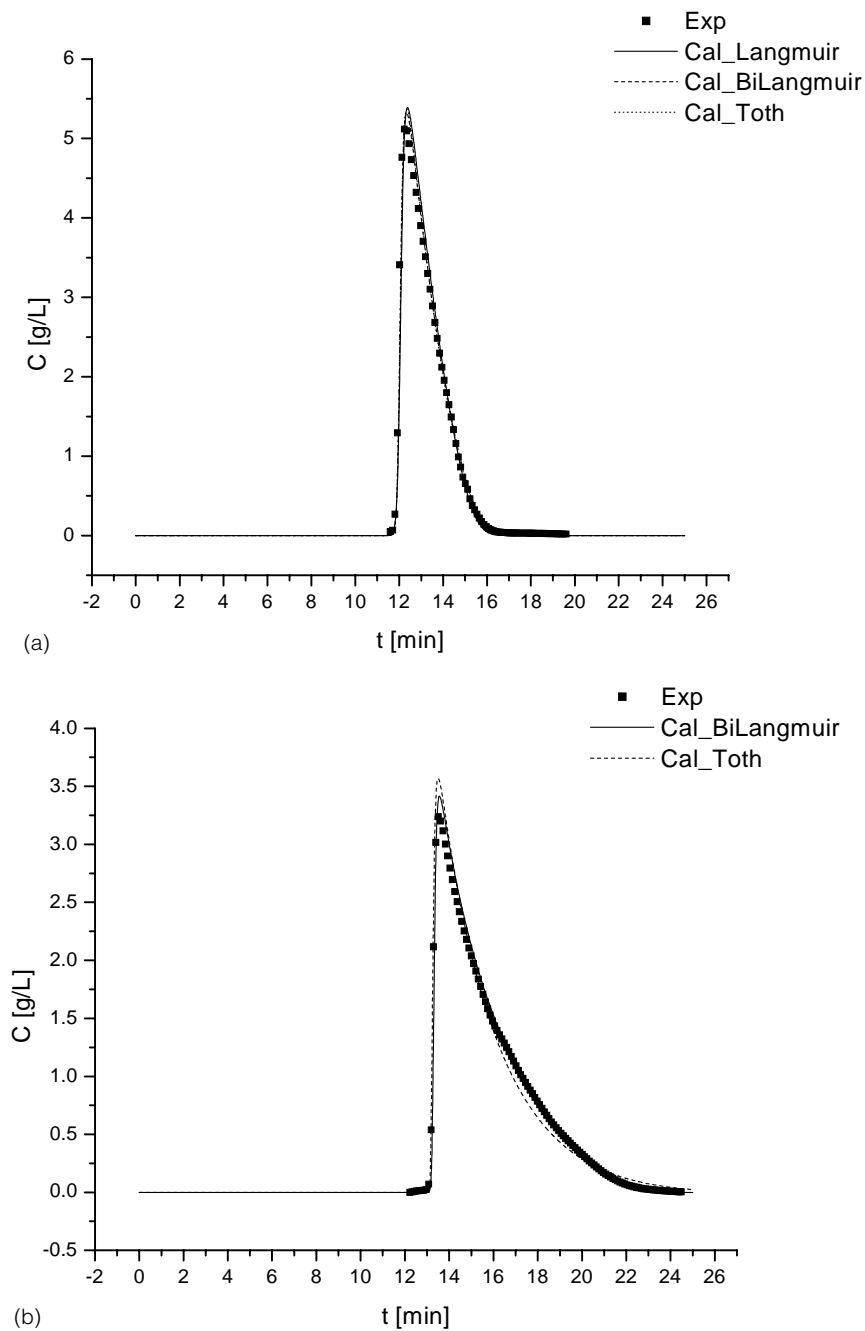 Exp
Cal_Langmuir
Cal_BiLangmuir
Cal_Toth
6
5
4
3
2
1
0
C [g/L]
-2 0 2 4 6 8 10 12 14 16 18 20 22 24 26
t [min]
(a)
Exp
Cal_BiLangmuir
Cal_Toth
4.0
3.5
3.0
2.5
2.0
1.5
1.0
0.5
0.0
-0.5
C [g/L]
-2 0 2 4 6 8 10 12 14 16 18 20 22 24 26
t [min]
(b)